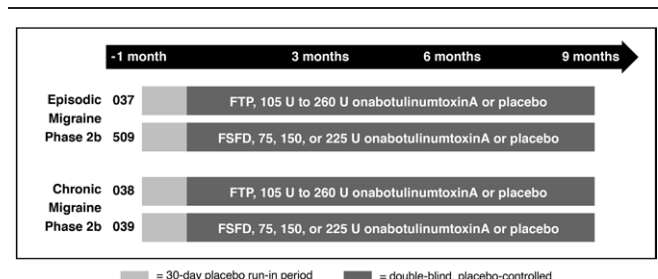 -1 month 3 months 6 months 9 months
Episodic 037 FTP, 105 U to 260 U onabotulinumtoxinA or placebo
Migraine
Phase 2b 509 FSFD, 75, 150, or 225 U onabotulinumtoxinA or placebo
Chronic 038 FTP, 105 U to 260 U onabotulinumtoxinA or placebo
Migraine
Phase 2b 039 FSFD, 75, 150, or 225 U onabotulinumtoxinA or placebo
= 30-day placebo run-in period = double-blind, placebo-controlled